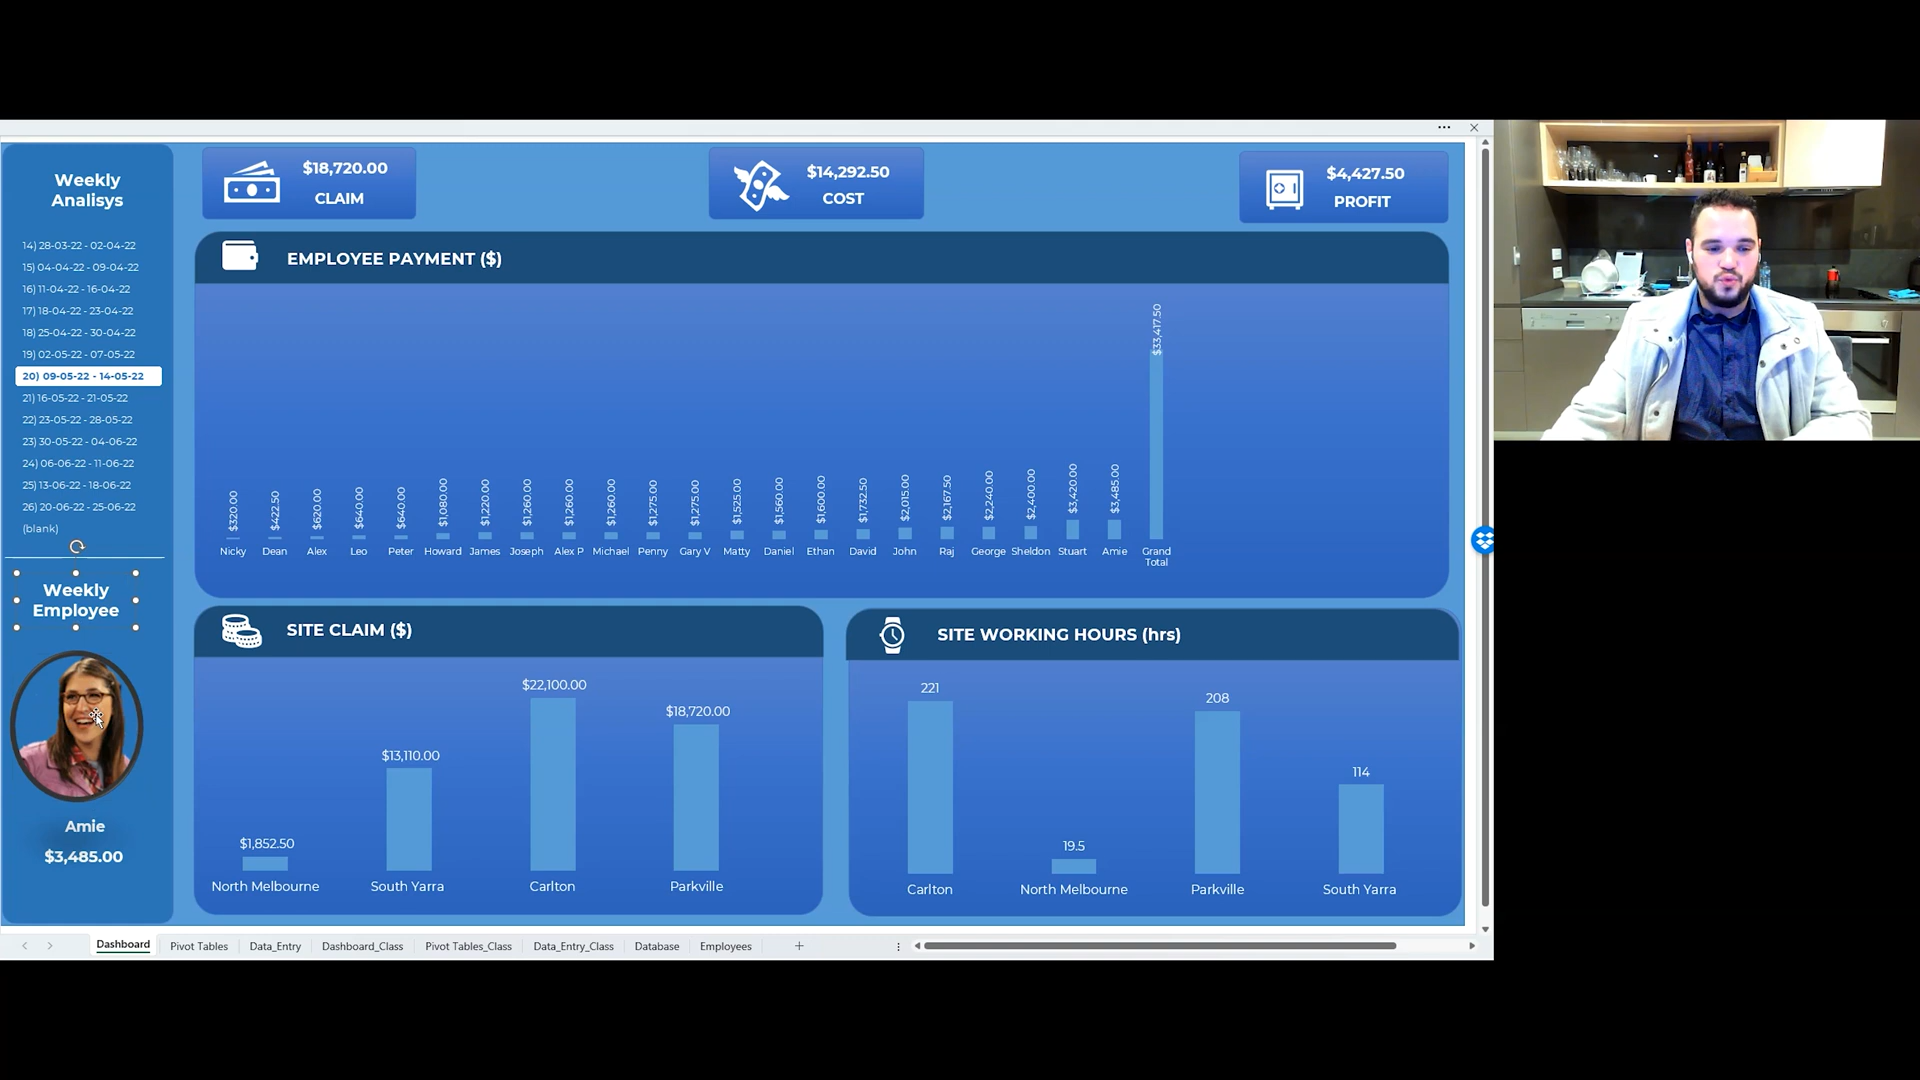 Weekly
Analisys
14) 28-03-22 - 02-04-22
15) 04-04-22 - 09-04-22
16) 11-04-22 - 16-04-22
17) 18-04-22 - 23-04-22
18) 25-04-22 - 30-04-22
19) 02-05-22 - 07-05-22
20) 09-05-22 - 14-05-22
21) 16-05-22 - 21-05-22
22) 23-05-22 - 28-05-22
23) 30-05-22 - 04-06-22
24) 06-06-22 - 11-06-22
25) 13-06-22 - 18-06-22
26) 20-06-22 - 25-06-22
(blank)
Weekly
Employee
Amie
$3,485.00
$18,720.00
CLAIM
$14,292.50
COST
$4,427.50
PROFIT
EMPLOYEE PAYMENT ($)
$320.00 $422.50 $620.00 $640.00 $640.00 $1,080.00 $1,220.00 $1,260.00 $1,260.00 $1,260.00 $1,275.00 $1,275.00 $1,525.00 $1,560.00 $1,600.00 $1,732.50 $2,015.00 $2,167.50 $2,240.00 $2,400.00 $3,420.00 $3,485.00 $33,417.50
Nicky Dean Alex Leo Peter Howard James Joseph Alex P Michael Penny Gary V Matty Daniel Ethan David John Raj George Sheldon Stuart Amie Grand
Total
SITE CLAIM ($)
$1,852.50 $13,110.00 $22,100.00 $18,720.00
North Melbourne South Yarra Carlton Parkville
SITE WORKING HOURS (hrs)
221 19.5 208 114
Carlton North Melbourne Parkville South Yarra
Dashboard Pivot Tables Data_Entry Dashboard_Class Pivot Tables_Class Data_Entry_Class Database Employees